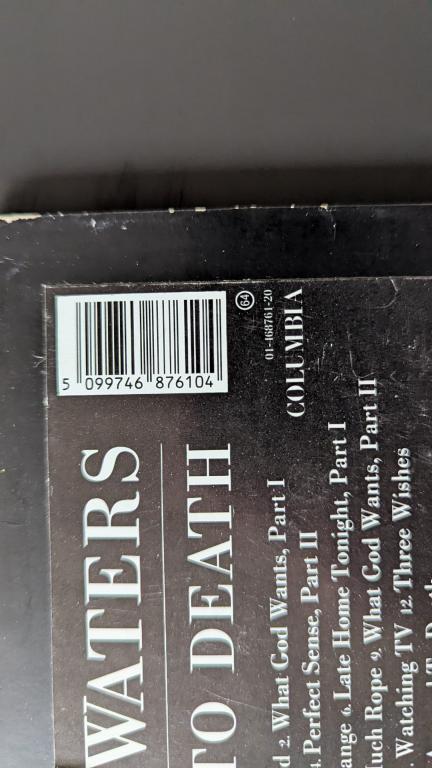 5 099746 876104
64
01-468761-20
COLUMBIA
WATERS
TO DEATH
2. What God Wants, Part I
4. Perfect Sense, Part II
6. Late Home Tonight, Part I
Rope 9. What God Wants, Part II
Watching TV 12. Three Wishes